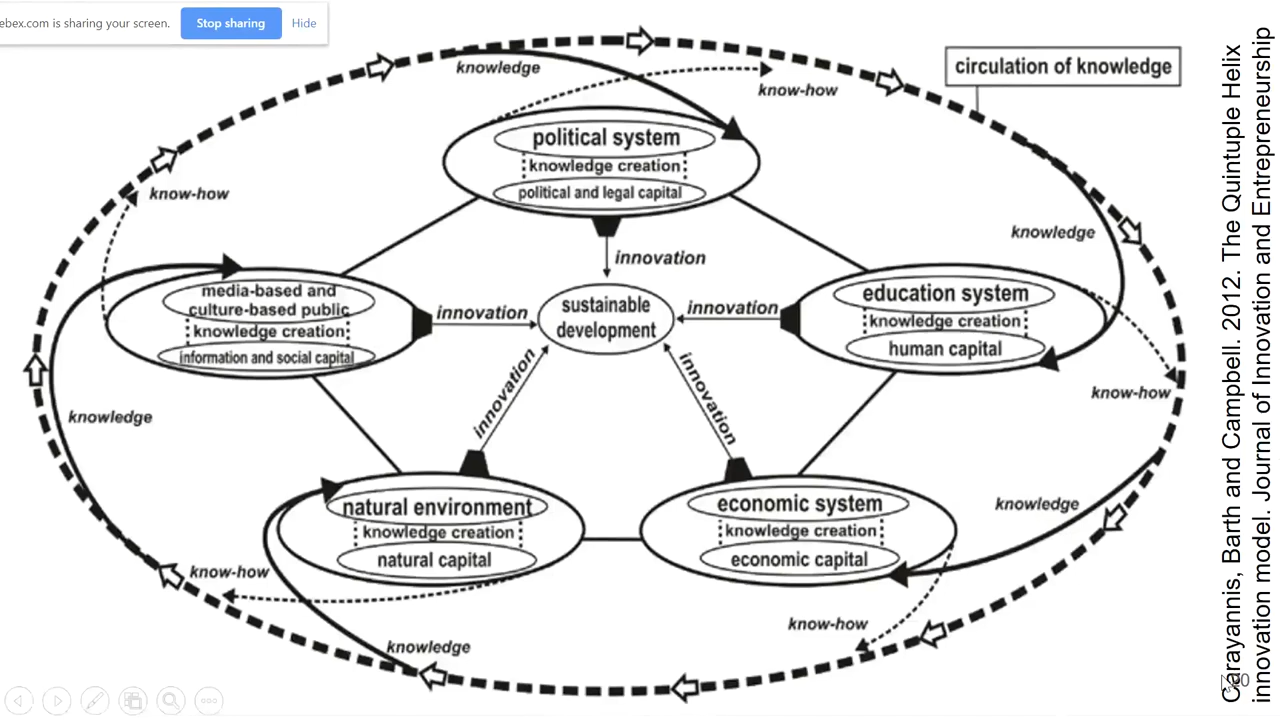 ebex.com is sharing your screen.
Stop sharing
Hide
circulation of knowledge
knowledge
know-how
political system
knowledge creation
political and legal capital
know-how
knowledge
innovation
media-based and
culture-based public
knowledge creation
information and social capital
innovation
sustainable
development
innovation
education system
knowledge creation
human capital
know-how
knowledge
innovation
innovation
knowledge
natural environment
knowledge creation
natural capital
economic system
knowledge creation
economic capital
know-how
know-how
knowledge
Carayannis, Barth and Campbell. 2012. The Quintuple Helix
innovation model. Journal of Innovation and Entrepreneurship